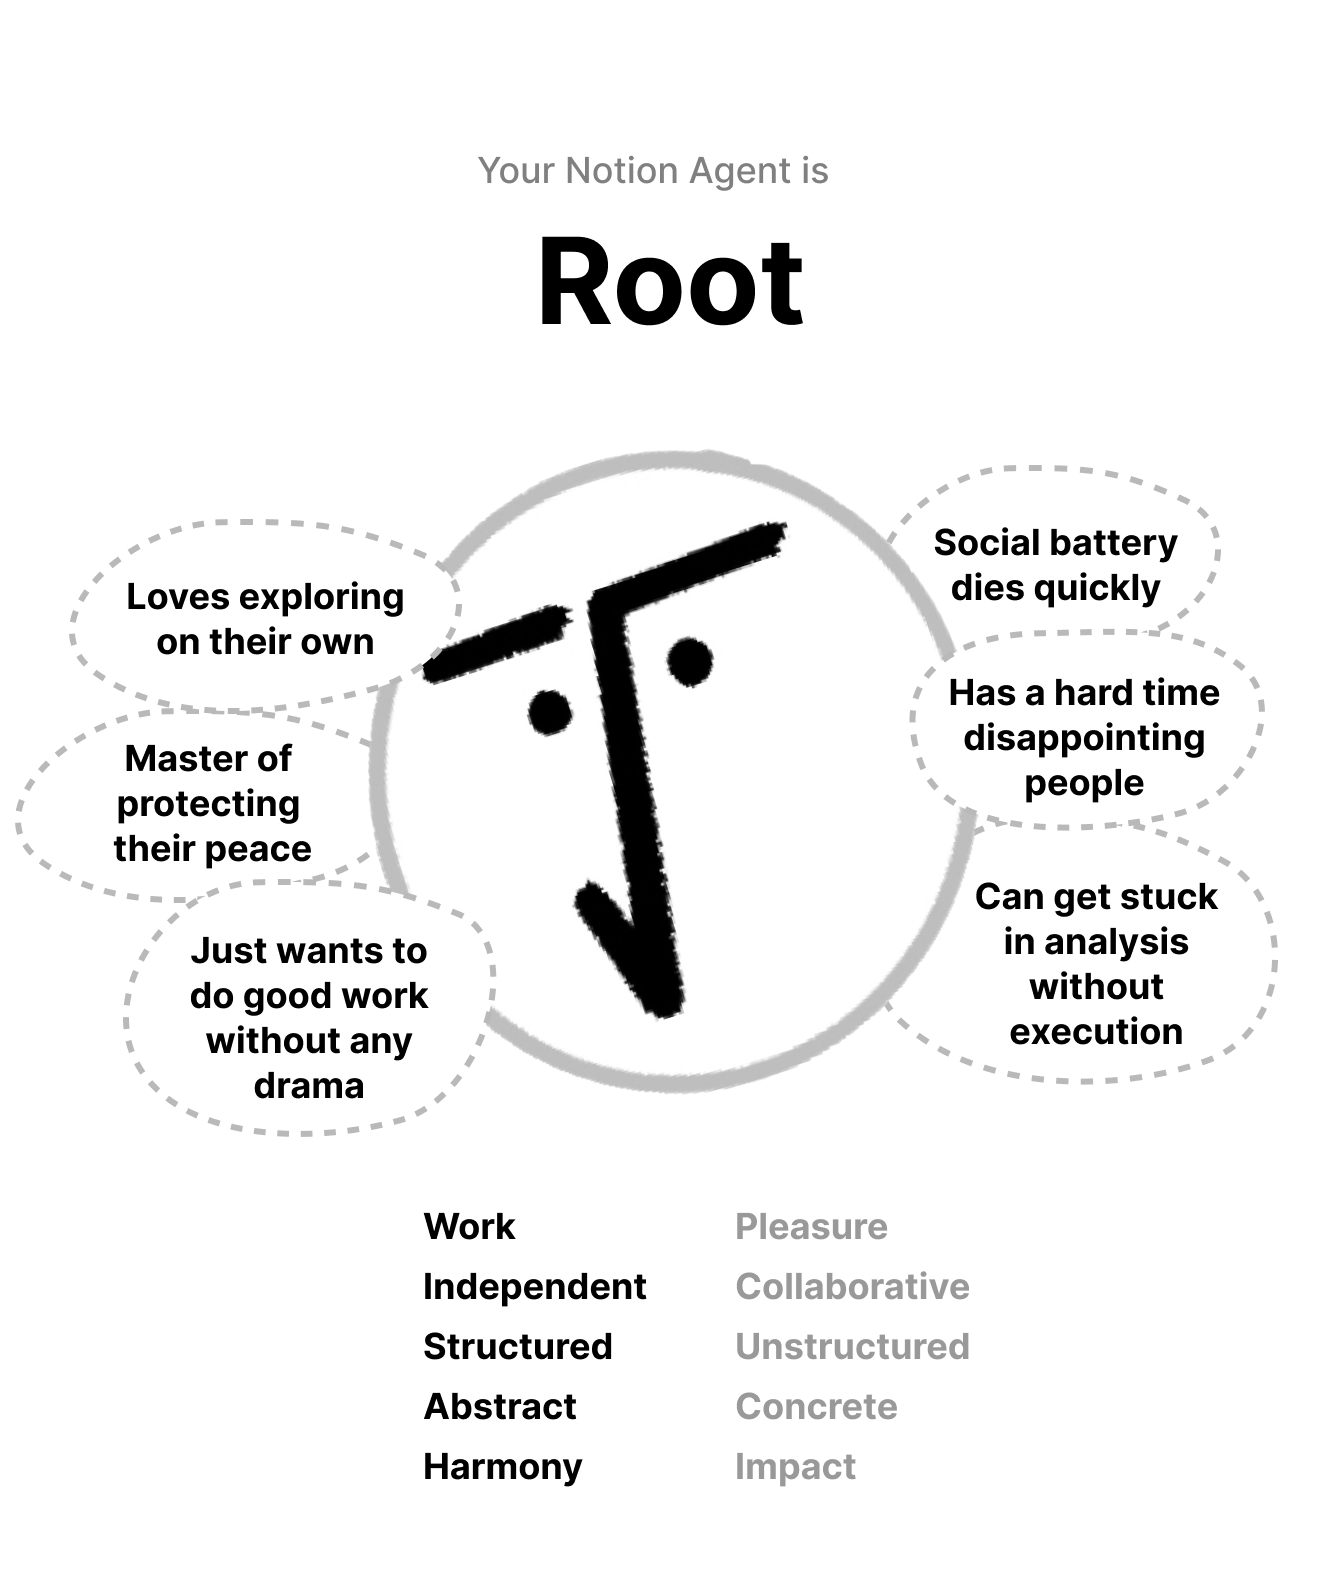 Your Notion Agent is
Root
Loves exploring
on their own
Master of
protecting
their peace
Just wants to
do good work
without any
drama
Social battery
dies quickly
Has a hard time
disappointing
people
Can get stuck
in analysis
without
execution
Work Pleasure
Independent Collaborative
Structured Unstructured
Abstract Concrete
Harmony Impact